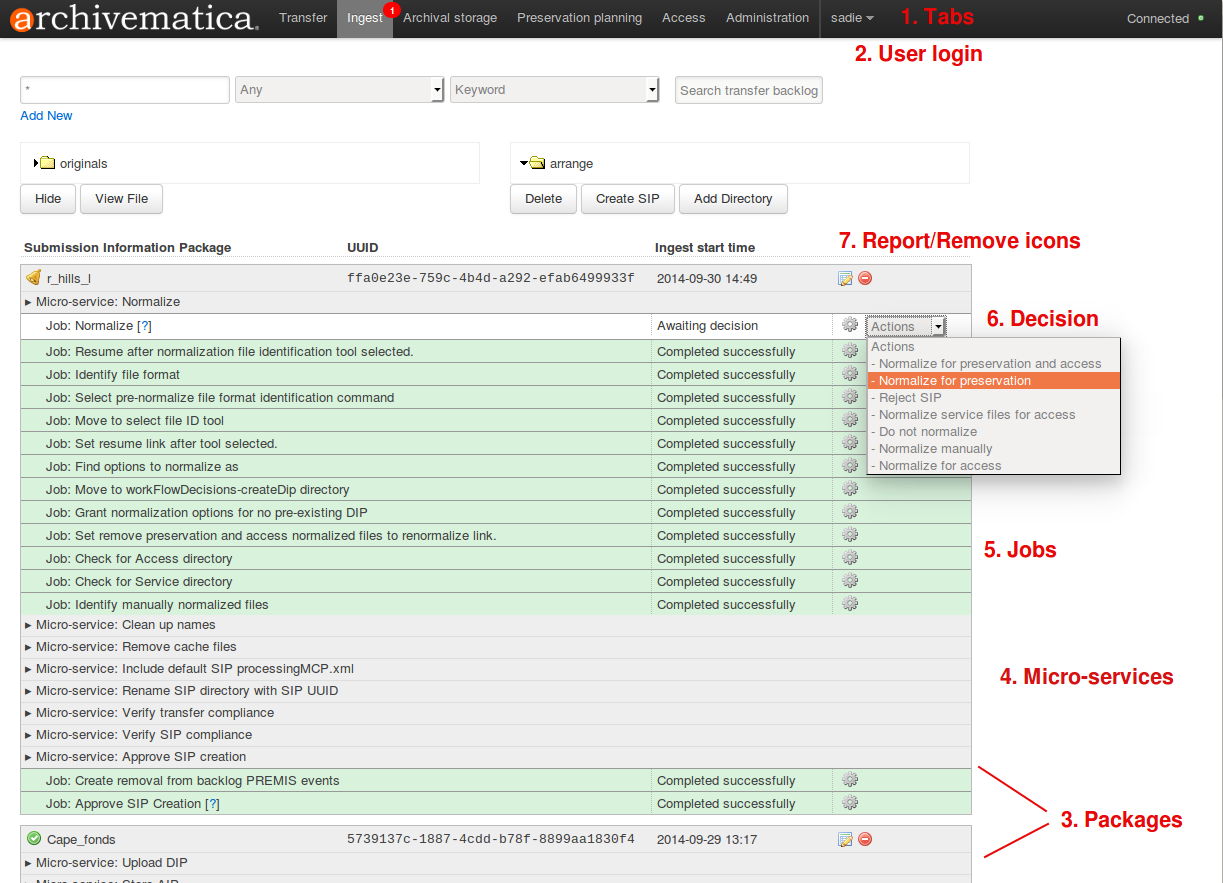 archivematica. Transfer Ingest 1 Archival storage Preservation planning Access Administration sadie 1. Tabs Connected
2. User login
* Any Keyword Search transfer backlog
Add New
originals arrange
Hide View File Delete Create SIP Add Directory
7. Report/Remove icons
Submission Information Package UUID Ingest start time
r_hills_l ffa0e23e-759c-4b4d-a292-efab6499933f 2014-09-30 14:49
Micro-service: Normalize
6. Decision
Job: Normalize [?] Awaiting decision Actions
Actions
- Normalize for preservation and access
- Normalize for preservation
- Reject SIP
- Normalize service files for access
- Do not normalize
- Normalize manually
- Normalize for access
Job: Resume after normalization file identification tool selected. Completed successfully
Job: Identify file format Completed successfully
Job: Select pre-normalize file format identification command Completed successfully
Job: Move to select file ID tool Completed successfully
Job: Set resume link after tool selected. Completed successfully
Job: Find options to normalize as Completed successfully
Job: Move to workFlowDecisions-createDip directory Completed successfully
Job: Grant normalization options for no pre-existing DIP Completed successfully
Job: Set remove preservation and access normalized files to renormalize link. Completed successfully
5. Jobs
Job: Check for Access directory Completed successfully
Job: Check for Service directory Completed successfully
Job: Identify manually normalized files Completed successfully
Micro-service: Clean up names
Micro-service: Remove cache files
Micro-service: Include default SIP processingMCP.xml
4. Micro-services
Micro-service: Rename SIP directory with SIP UUID
Micro-service: Verify transfer compliance
Micro-service: Verify SIP compliance
Micro-service: Approve SIP creation
Job: Create removal from backlog PREMIS events Completed successfully
Job: Approve SIP Creation [?] Completed successfully
3. Packages
Cape_fonds 5739137c-1887-4cdd-b78f-8899aa1830f4 2014-09-29 13:17
Micro-service: Upload DIP
Micro-service: Store AIP